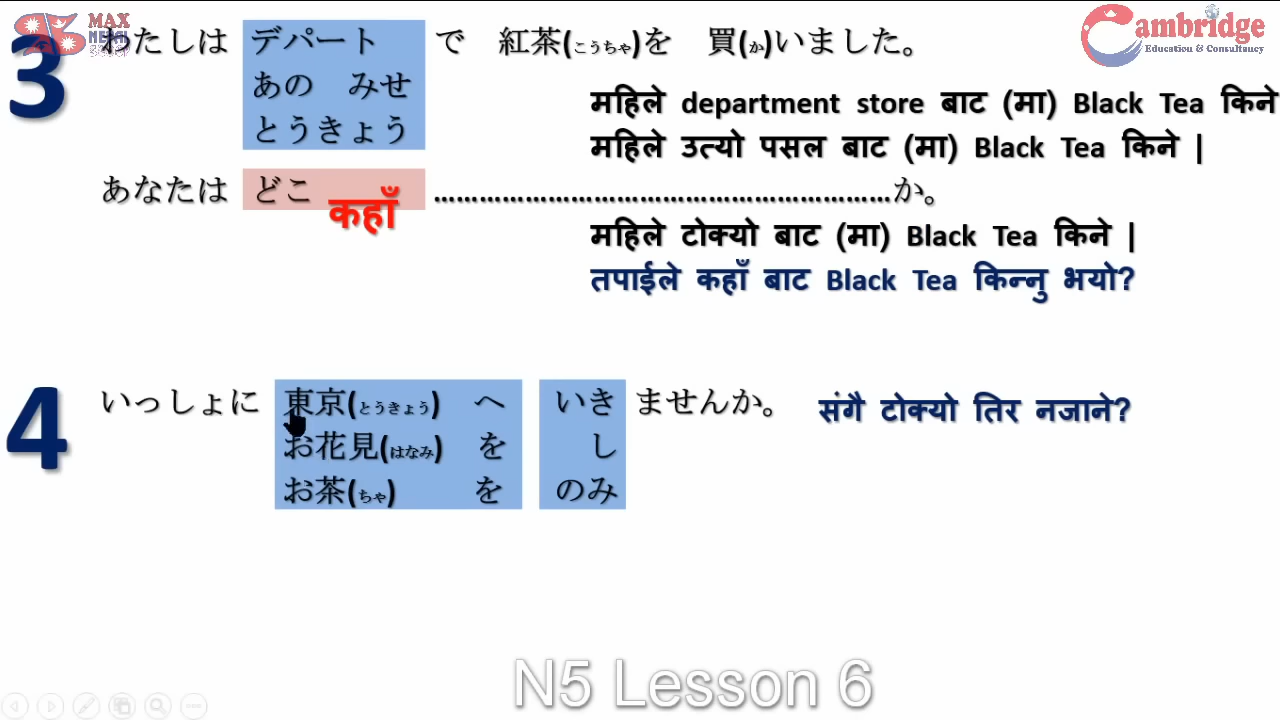 MAX
NEPAL
Cambridge
Education & Consultancy
3
わたしは デパート で 紅茶(こうちゃ)を 買(か)いました。
あの みせ
とうきょう
महिले department store बाट (मा) Black Tea किने
महिले उत्यो पसल बाट (मा) Black Tea किने |
あなたは どこ ……………………………………………………か。
कहाँ
महिले टोक्यो बाट (मा) Black Tea किने |
तपाईले कहाँ बाट Black Tea किन्नु भयो?
4
いっしょに 東京(とうきょう) へ いき ませんか。
संगै टोक्यो तिर नजाने?
お花見(はなみ) を し
お茶(ちゃ) を のみ
N5 Lesson 6